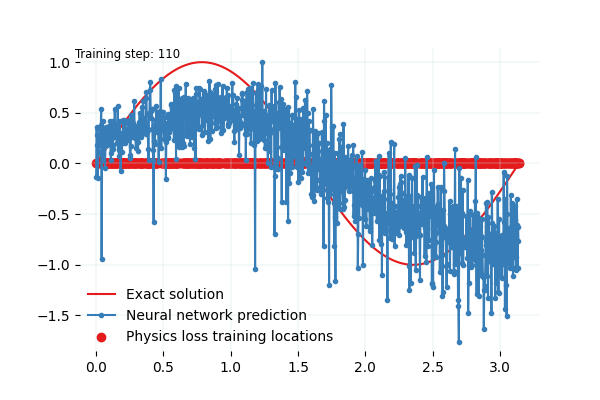 Training step: 110
1.0
0.5
0.0
−0.5
−1.0
−1.5
Exact solution
Neural network prediction
Physics loss training locations
0.0 0.5 1.0 1.5 2.0 2.5 3.0